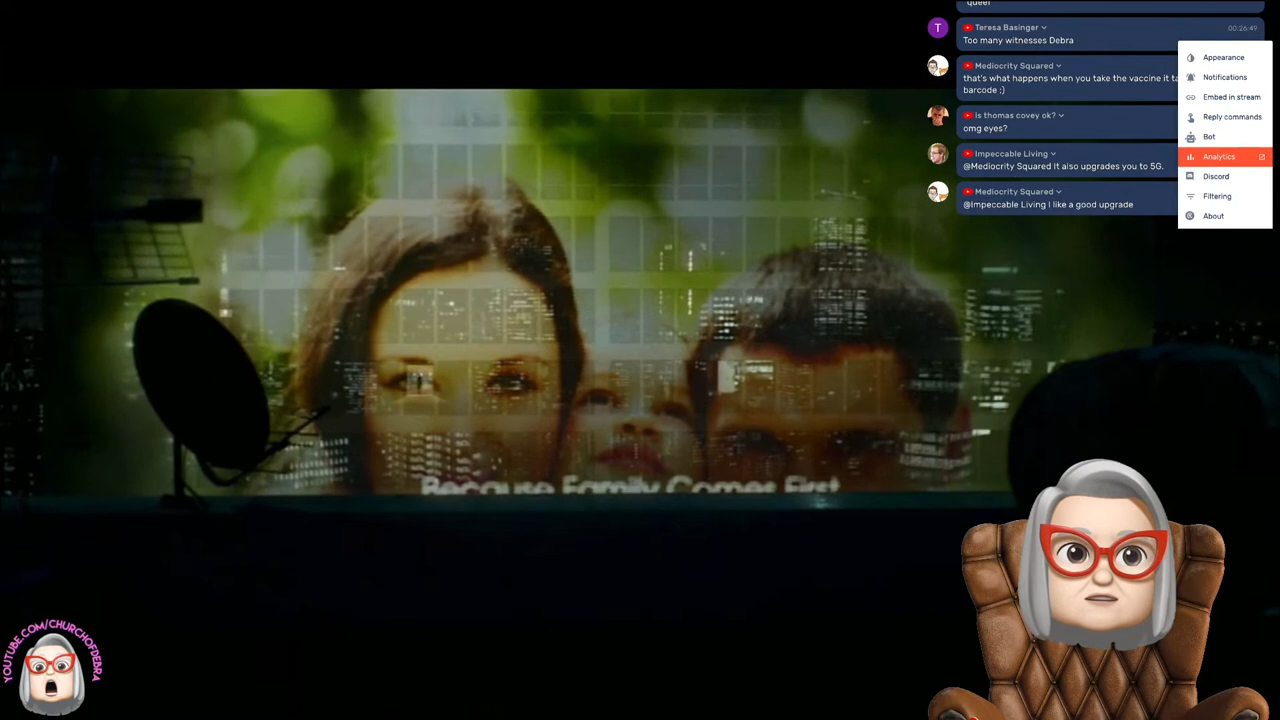 queer
T
Teresa Basinger
00:26:49
Too many witnesses Debra
Mediocrity Squared
that's what happens when you take the vaccine it
barcode ;)
is thomas covey ok?
omg eyes?
Impeccable Living
@Mediocrity Squared It also upgrades you to 5G.
Mediocrity Squared
@Impeccable Living I like a good upgrade
Appearance
Notifications
Embed in stream
Reply commands
Bot
Analytics
Discord
Filtering
About
Because Family Comes First
YOUTUBE.COM/CHURCHOFDEBRA